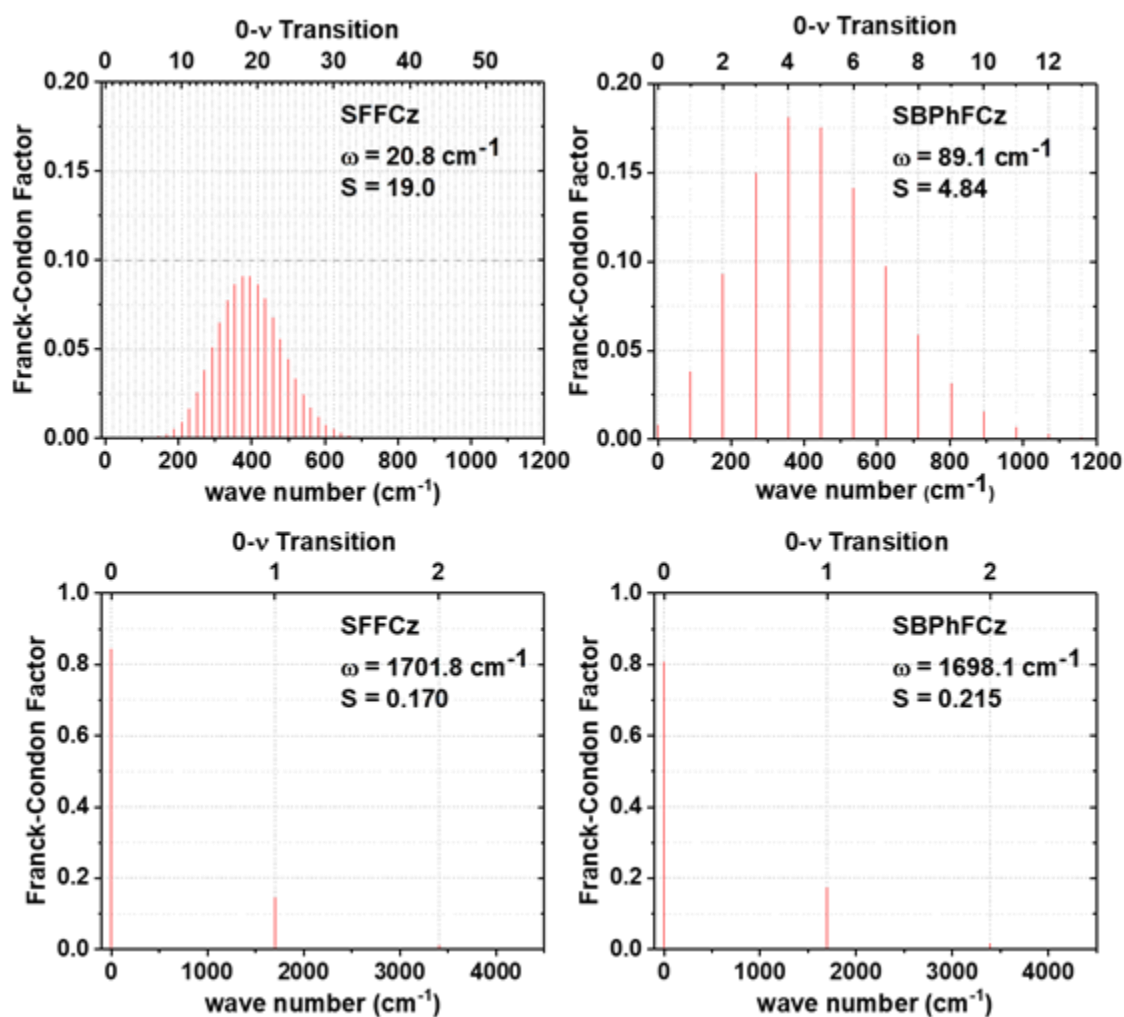 0-ν Transition
0 10 20 30 40 50
0.20
0.15
0.10
0.05
0.00
Franck-Condon Factor
SFFCz
ω = 20.8 cm⁻¹
S = 19.0
0 200 400 600 800 1000 1200
wave number (cm⁻¹)
0-ν Transition
0 1 2 3 4 5 6 7 8 9 10 11 12
0.20
0.15
0.10
0.05
0.00
Franck-Condon Factor
SBPhFCz
ω = 89.1 cm⁻¹
S = 4.84
0 200 400 600 800 1000 1200
wave number (cm⁻¹)
0-ν Transition
0 1 2
1.0
0.8
0.6
0.4
0.2
0.0
Franck-Condon Factor
SFFCz
ω = 1701.8 cm⁻¹
S = 0.170
0 1000 2000 3000 4000
wave number (cm⁻¹)
0-ν Transition
0 1 2
1.0
0.8
0.6
0.4
0.2
0.0
Franck-Condon Factor
SBPhFCz
ω = 1698.1 cm⁻¹
S = 0.215
0 1000 2000 3000 4000
wave number (cm⁻¹)